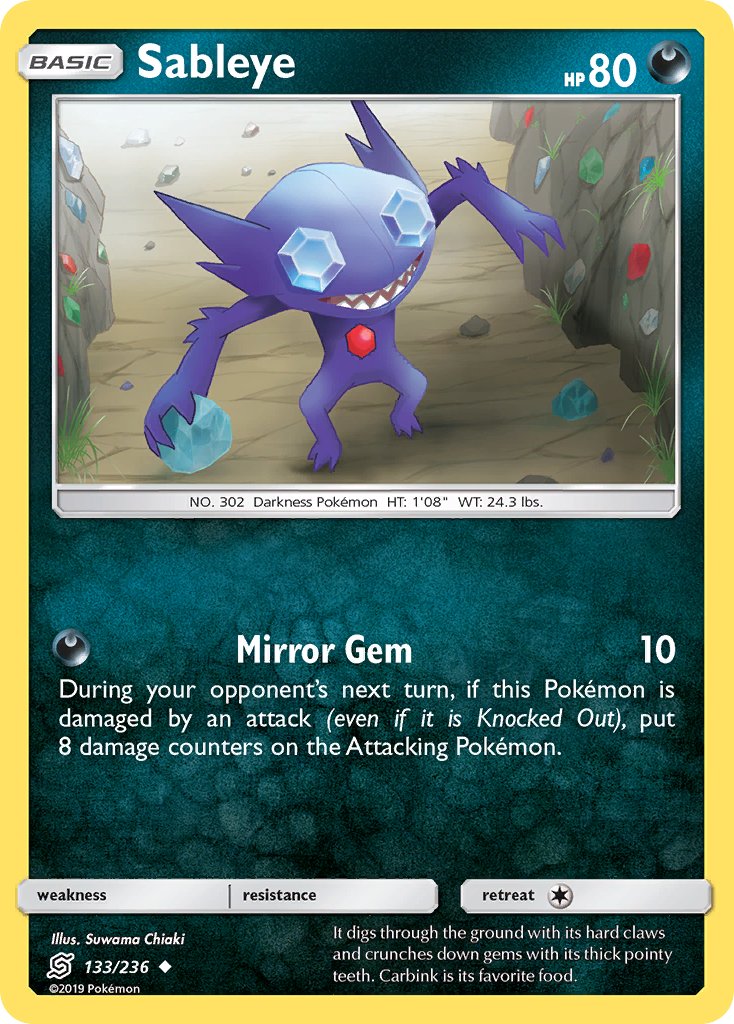 BASIC Sableye HP80
NO. 302 Darkness Pokémon HT: 1'08" WT: 24.3 lbs.
Mirror Gem 10
During your opponent's next turn, if this Pokémon is
damaged by an attack (even if it is Knocked Out), put
8 damage counters on the Attacking Pokémon.
weakness resistance retreat
Illus. Suwama Chiaki
133/236
©2019 Pokémon
It digs through the ground with its hard claws
and crunches down gems with its thick pointy
teeth. Carbink is its favorite food.